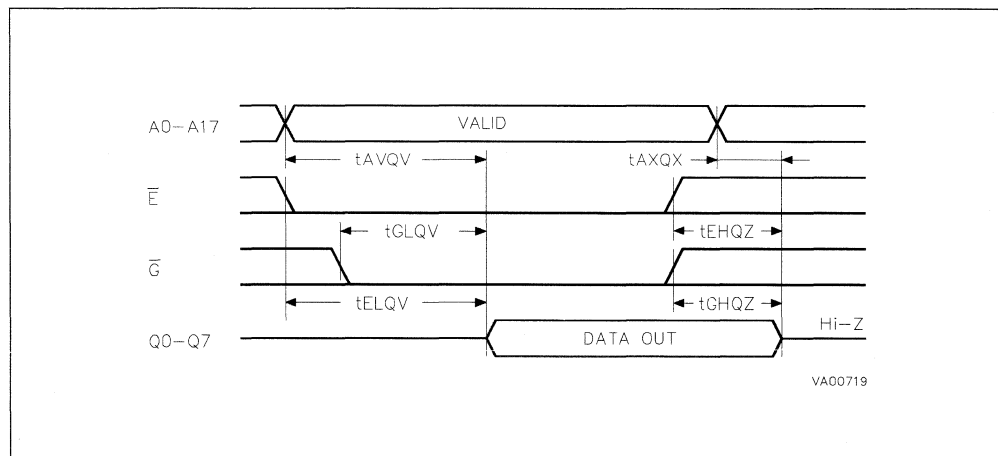 A0-A17
VALID
tAVQV
tAXQX
E̅
tGLQV
tEHQZ
G̅
tELQV
tGHQZ
Q0-Q7
DATA OUT
Hi-Z
VA00719